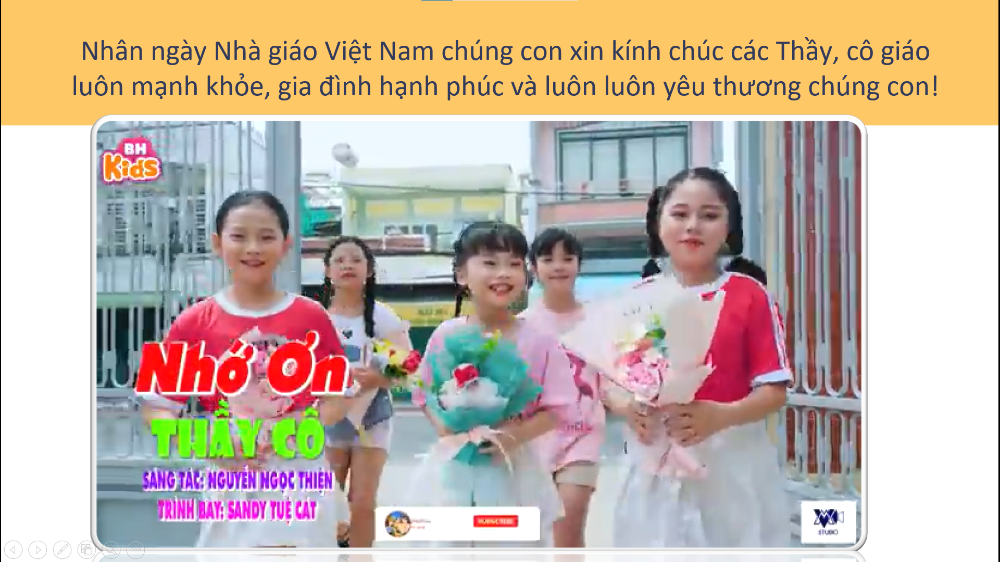 Nhân ngày Nhà giáo Việt Nam chúng con xin kính chúc các Thầy, cô giáo
luôn mạnh khỏe, gia đình hạnh phúc và luôn luôn yêu thương chúng con!
BH
Kids
Nhớ Ơn
THẦY CÔ
SÁNG TÁC: NGUYỄN NGỌC THIỆN
TRÌNH BÀY: SANDY TUỆ CÁT
SUBSCRIBE
STUDIO